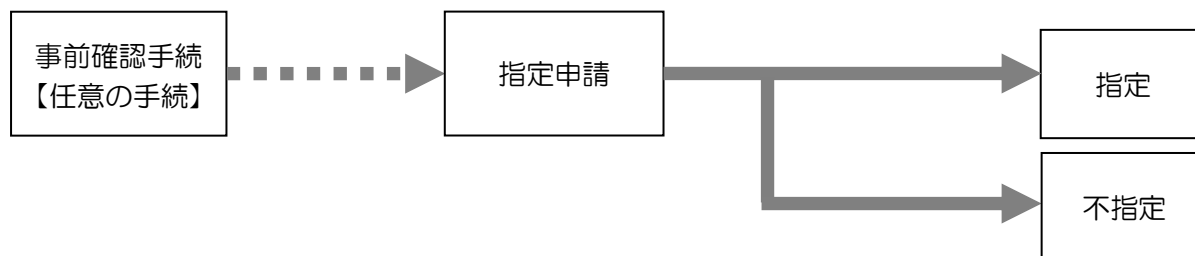 事前確認手続
【任意の手続】
指定申請
指定
不指定